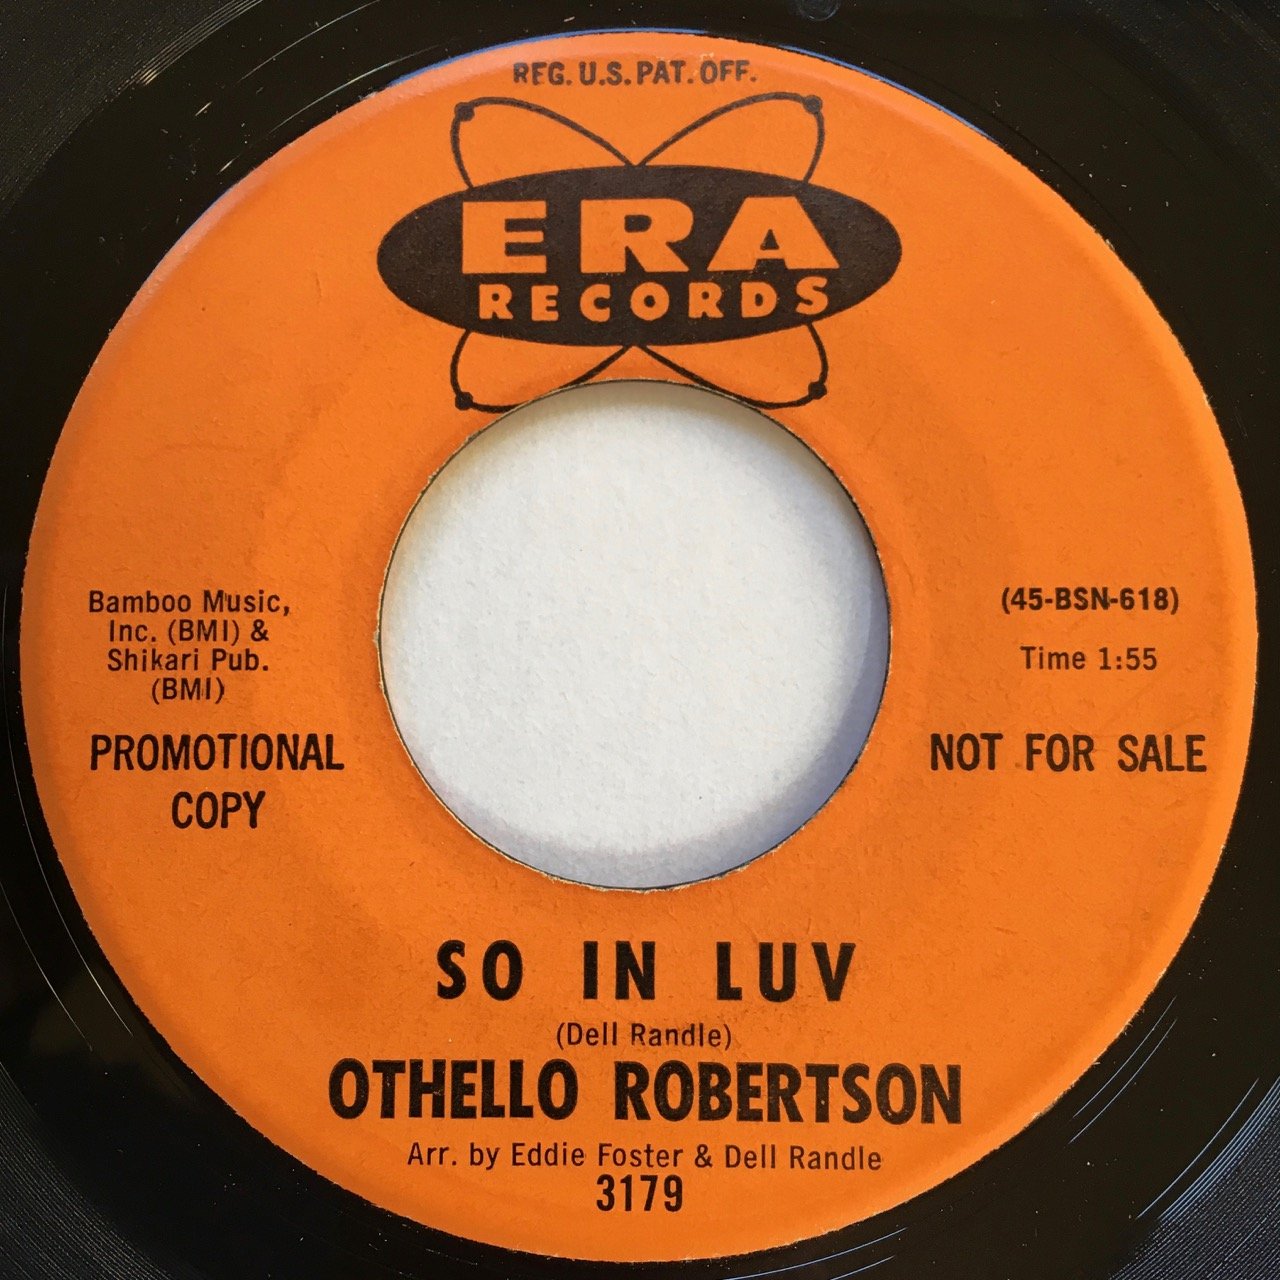 REG. U.S. PAT. OFF.
ERA
RECORDS
Bamboo Music,
Inc. (BMI) &
Shikari Pub.
(BMI)
PROMOTIONAL
COPY
(45-BSN-618)
Time 1:55
NOT FOR SALE
SO IN LUV
(Dell Randle)
OTHELLO ROBERTSON
Arr. by Eddie Foster & Dell Randle
3179